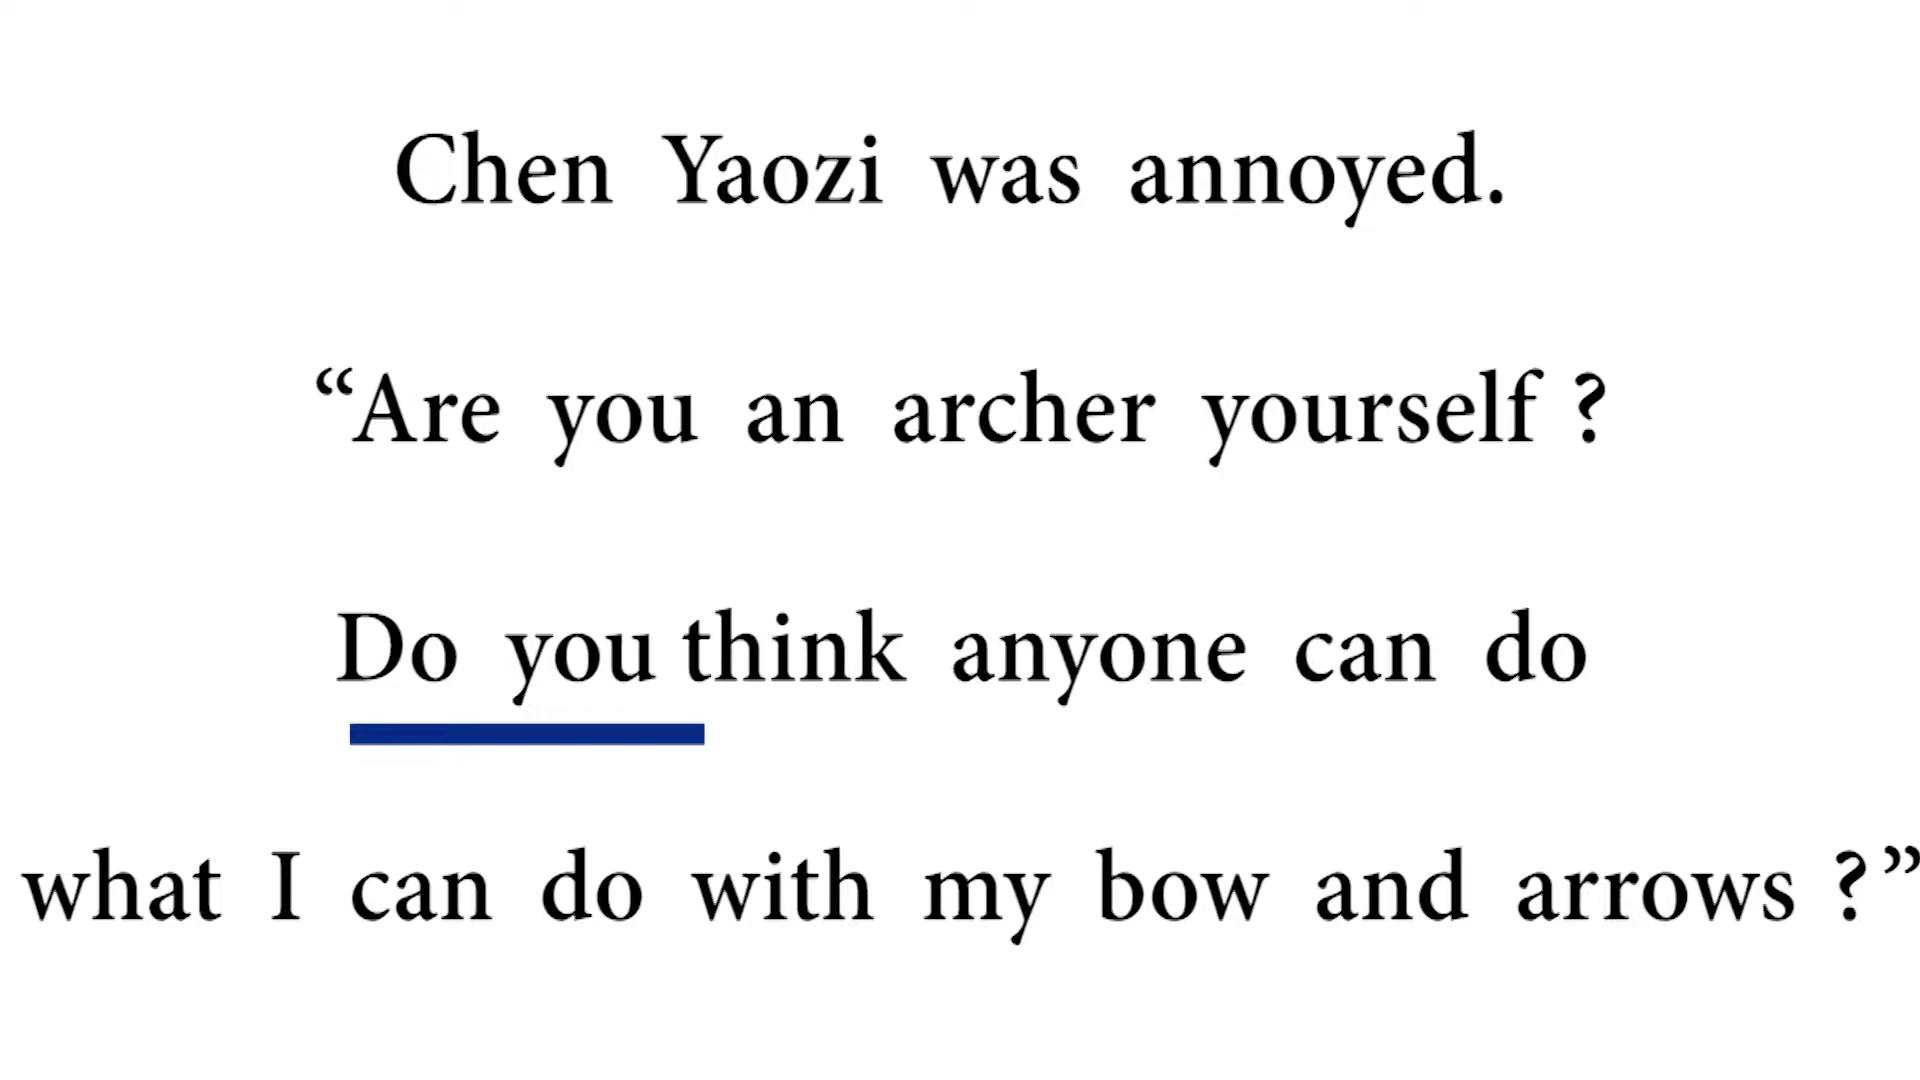 Chen Yaozi was annoyed.
“Are you an archer yourself ?
Do you think anyone can do
what I can do with my bow and arrows ?”